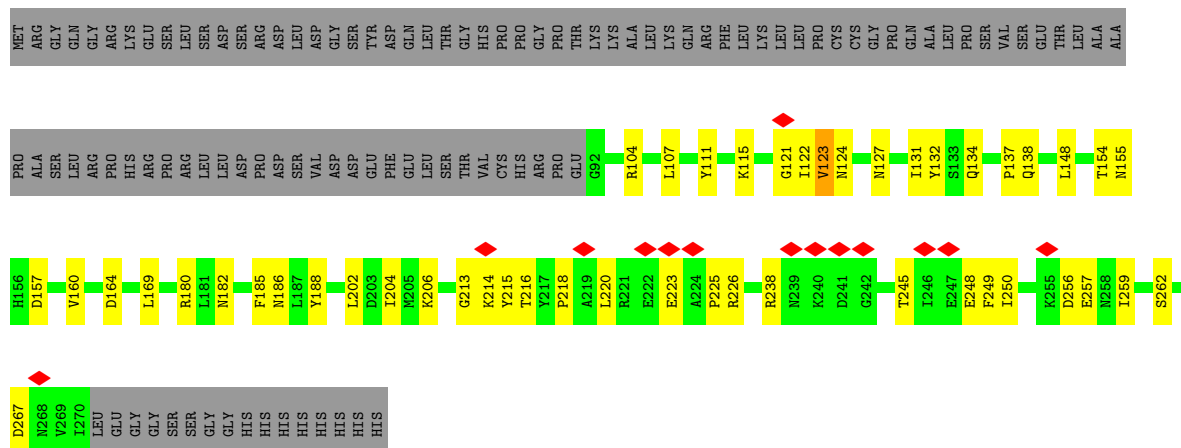 MET ARG GLY GLN GLY ARG LYS GLU SER LEU SER ASP SER ARG ASP LEU ASP GLY SER TYR ASP GLN LEU THR GLY HIS PRO PRO GLY PRO THR LYS LYS ALA LEU LYS GLN ARG PHE LEU LYS LEU LEU PRO CYS CYS GLY PRO GLN ALA LEU PRO SER VAL SER GLU THR LEU ALA ALA
PRO ALA SER LEU ARG PRO HIS ARG PRO ARG LEU LEU ASP PRO ASP SER VAL ASP ASP GLU PHE GLU LEU SER THR VAL CYS HIS ARG PRO GLU G92 R104 L107 Y111 K115 G121 I122 V123 N124 N127 I131 Y132 S133 Q134 P137 Q138 L148 T154 N155
H156 D157 V160 D164 L169 R180 L181 N182 F185 N186 L187 Y188 L202 D203 I204 M205 K206 G213 K214 Y215 T216 Y217 P218 A219 L220 R221 E222 E223 A224 P225 R226 R238 N239 K240 D241 G242 T245 I246 E247 E248 F249 I250 K255 D256 E257 N258 I259 S262
D267 N268 V269 I270 LEU GLU GLY GLY SER SER GLY GLY HIS HIS HIS HIS HIS HIS HIS HIS